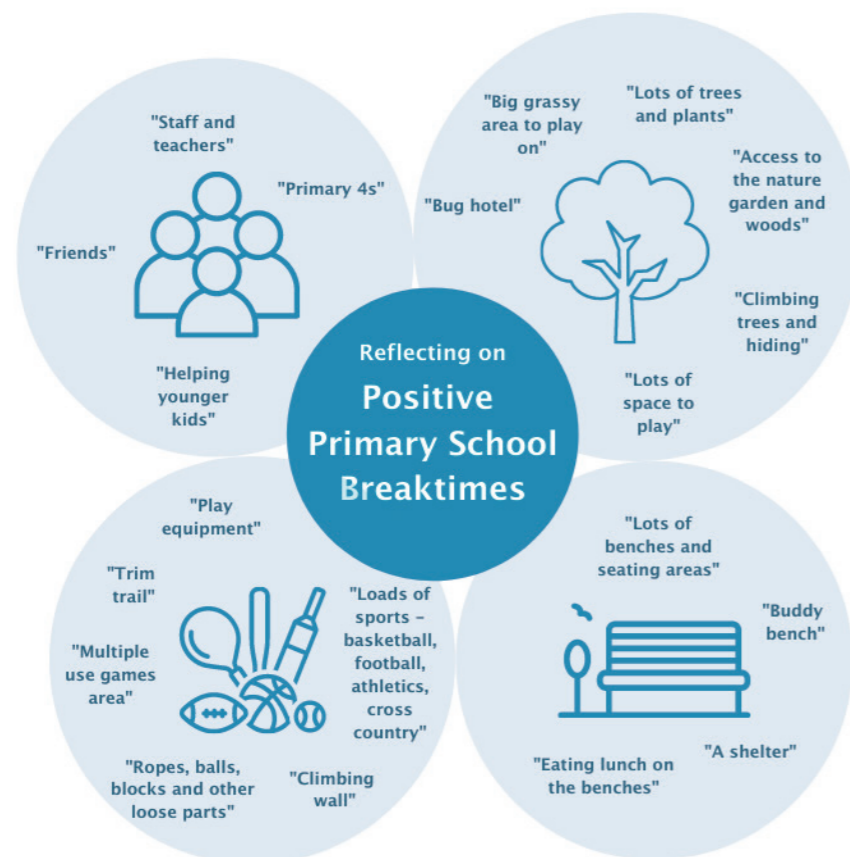 "Staff and
teachers"
"Primary 4s"
"Friends"
"Helping
younger
kids"
"Big grassy
area to play
on"
"Lots of trees
and plants"
"Access to
the nature
garden and
woods"
"Bug hotel"
"Climbing
trees and
hiding"
"Lots of
space to
play"
Reflecting on
Positive
Primary School
Breaktimes
"Play
equipment"
"Trim
trail"
"Loads of
sports –
basketball,
football,
athletics,
cross
country"
"Multiple
use games
area"
"Ropes, balls,
blocks and other
loose parts"
"Climbing
wall"
"Lots of
benches and
seating areas"
"Buddy
bench"
"A shelter"
"Eating lunch on
the benches"